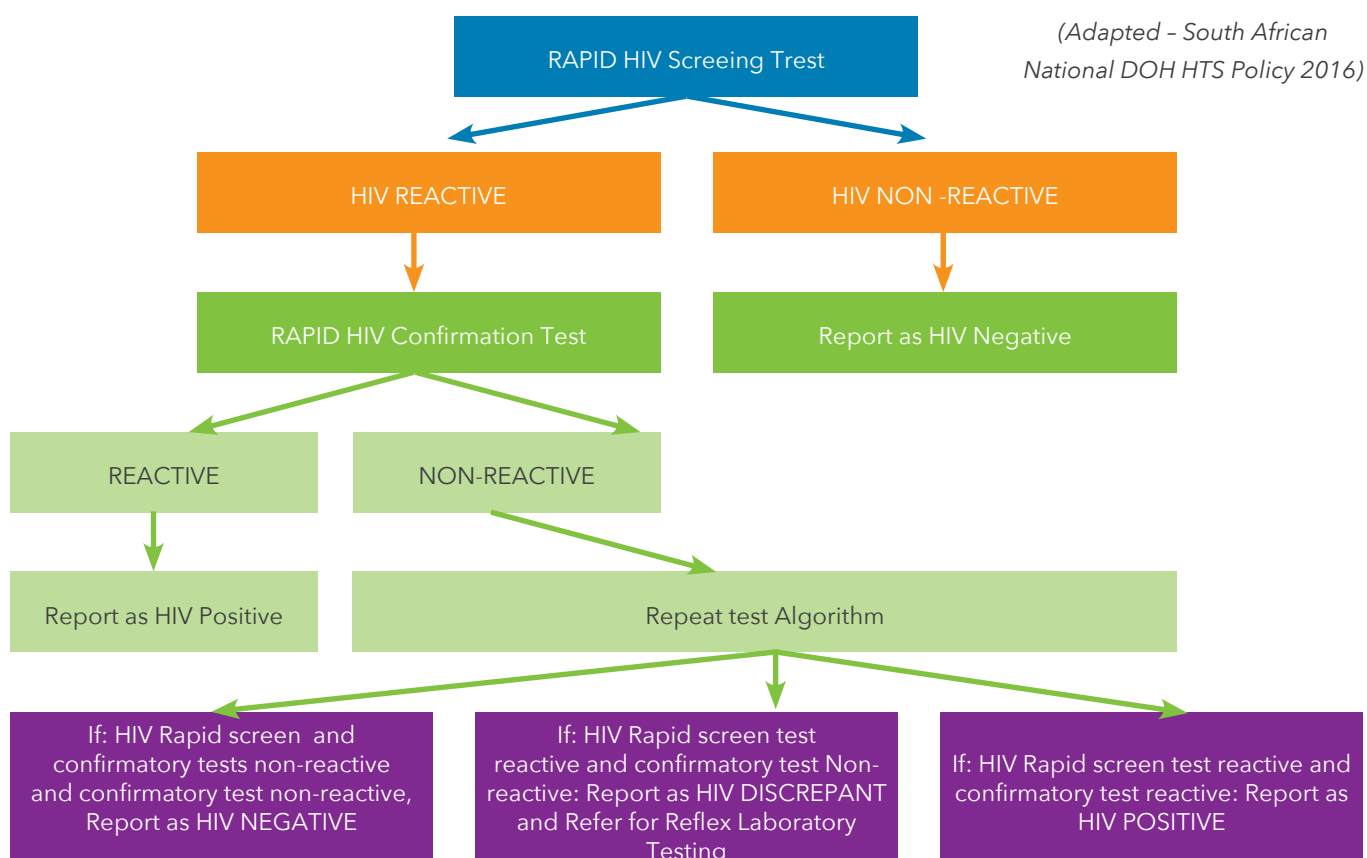 (Adapted – South African
National DOH HTS Policy 2016)
RAPID HIV Screeing Trest
HIV REACTIVE
HIV NON -REACTIVE
RAPID HIV Confirmation Test
Report as HIV Negative
REACTIVE
NON-REACTIVE
Report as HIV Positive
Repeat test Algorithm
If: HIV Rapid screen and
confirmatory tests non-reactive
and confirmatory test non-reactive,
Report as HIV NEGATIVE
If: HIV Rapid screen test
reactive and confirmatory test Non-
reactive: Report as HIV DISCREPANT
and Refer for Reflex Laboratory
Testing
If: HIV Rapid screen test reactive and
confirmatory test reactive: Report as
HIV POSITIVE